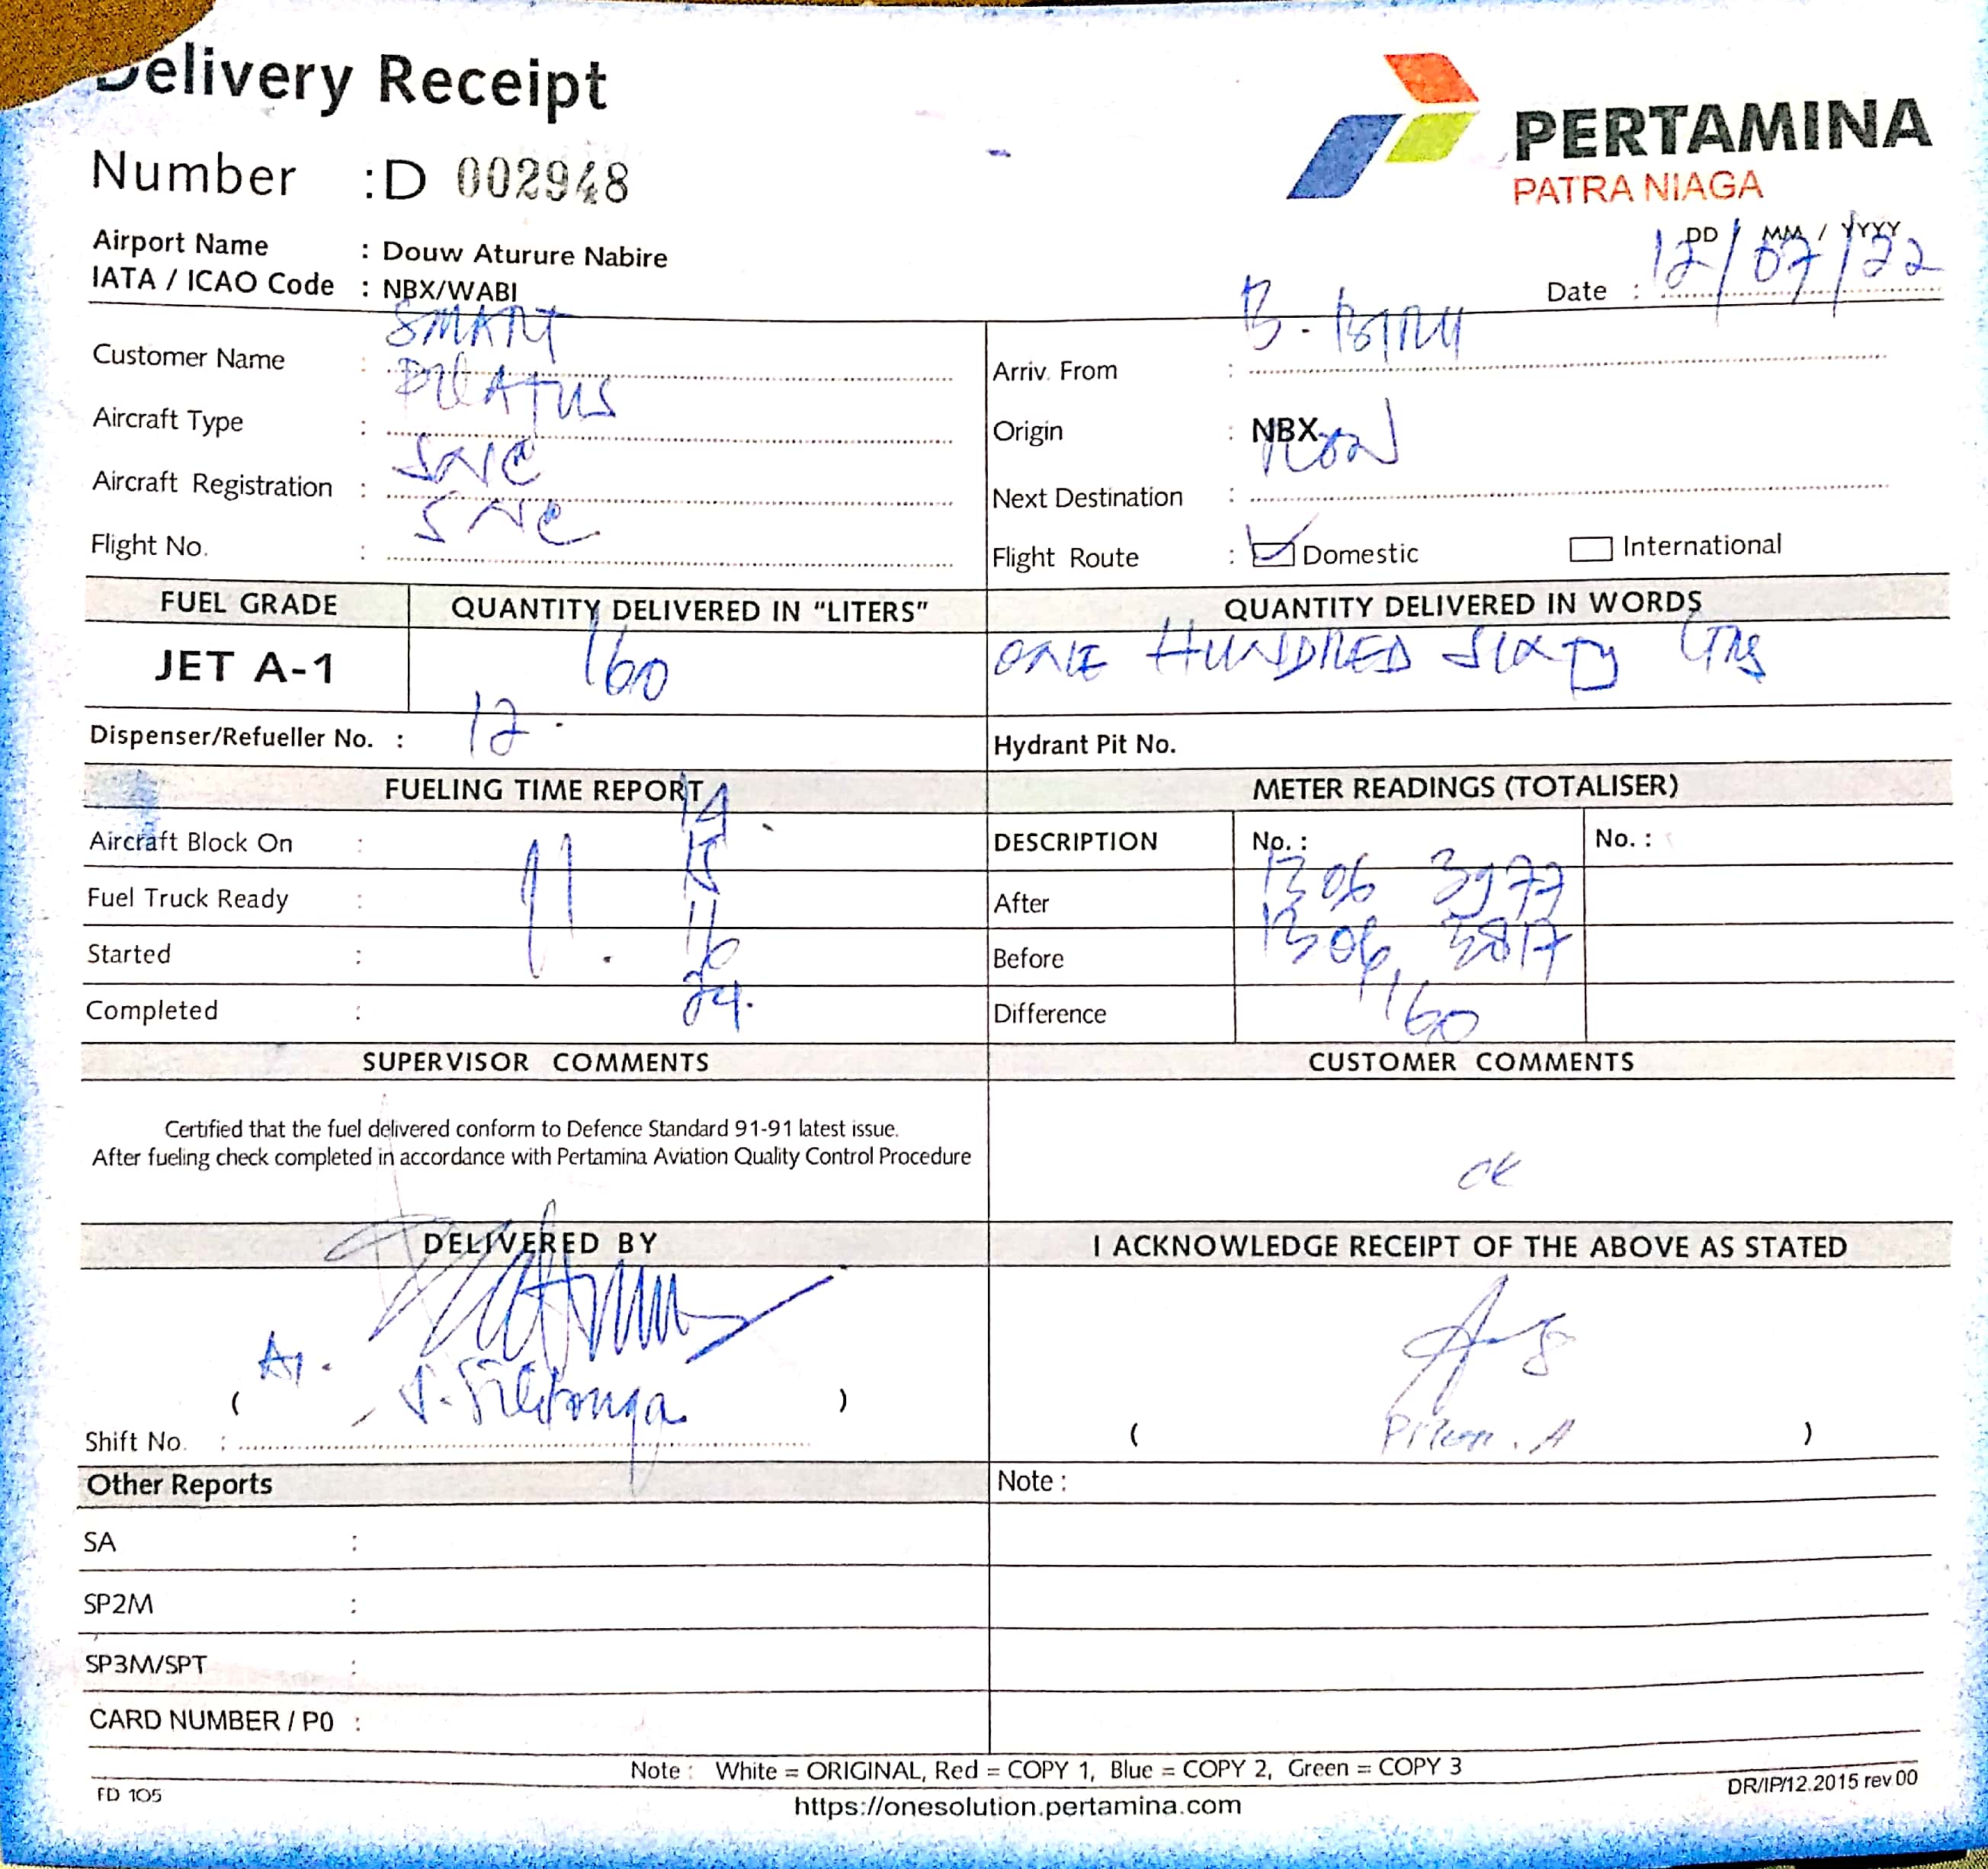 Delivery Receipt
PERTAMINA
PATRA NIAGA
Number : D 002948
Airport Name : Douw Aturure Nabire
IATA / ICAO Code : NBX/WABI
DD / MM / YYYY
Date : 12/07/22
Customer Name : SMART
Aircraft Type : PILATUS
Aircraft Registration : SNC
Flight No. : SNC
Arriv. From : B.
Origin : NBX
Next Destination :
Flight Route : Domestic International
FUEL GRADE QUANTITY DELIVERED IN “LITERS” QUANTITY DELIVERED IN WORDS
JET A-1 160 ONE HUNDRED SIXTY LTRS
Dispenser/Refueller No. : 12 Hydrant Pit No.
FUELING TIME REPORT METER READINGS (TOTALISER)
Aircraft Block On : 14 DESCRIPTION No. : No. :
Fuel Truck Ready : 15 After 1306 3977
Started : 16 Before 1306 3817
Completed : 24. Difference 160
SUPERVISOR COMMENTS CUSTOMER COMMENTS
Certified that the fuel delivered conform to Defence Standard 91-91 latest issue.
After fueling check completed in accordance with Pertamina Aviation Quality Control Procedure
ok
DELIVERED BY I ACKNOWLEDGE RECEIPT OF THE ABOVE AS STATED
( )
Shift No. :
( )
Other Reports Note :
SA :
SP2M :
SP3M/SPT :
CARD NUMBER / PO :
Note : White = ORIGINAL, Red = COPY 1, Blue = COPY 2, Green = COPY 3
FD 105 DR/IP/12.2015 rev.00
https://onesolution.pertamina.com